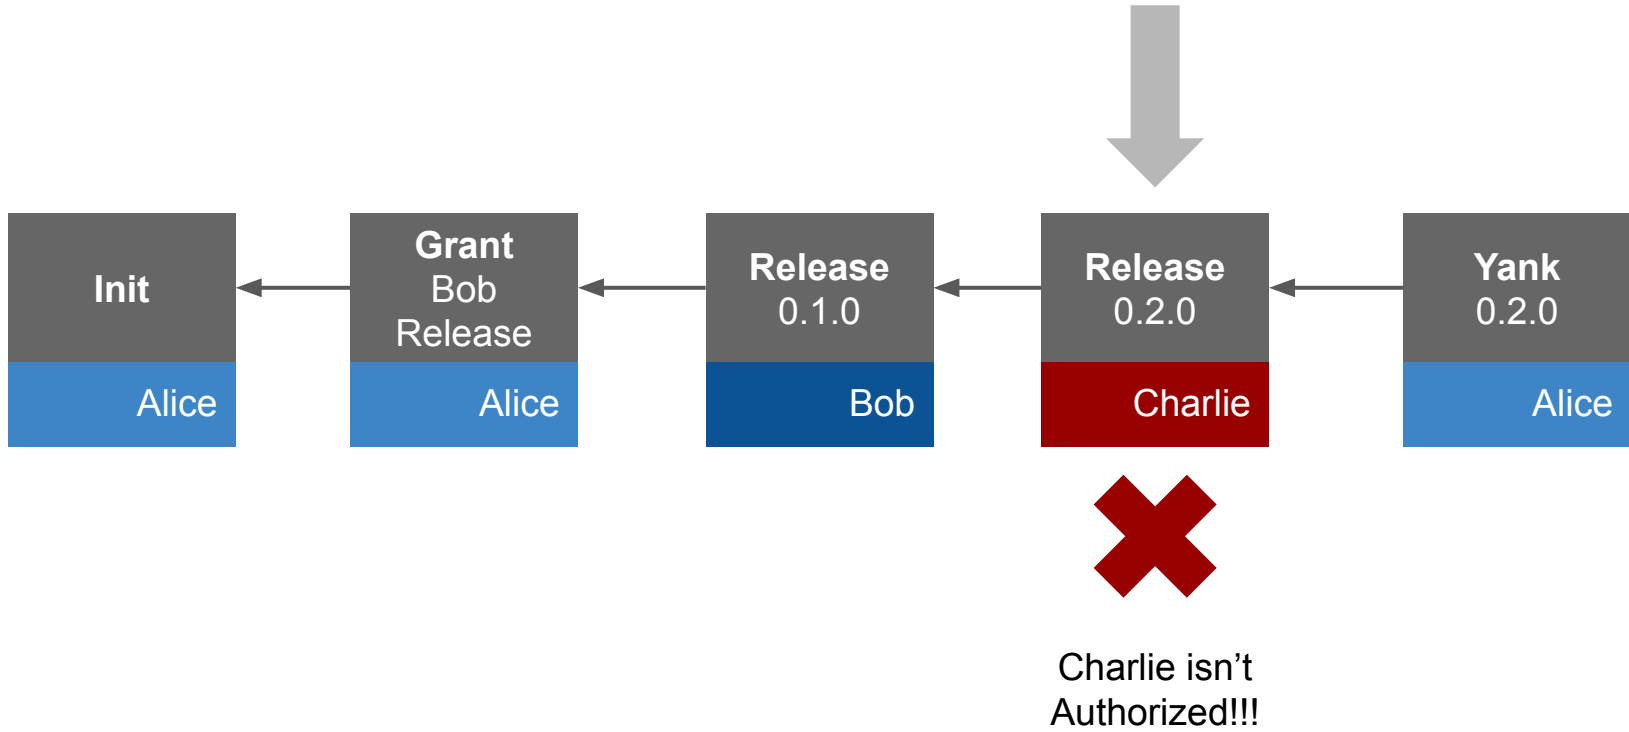 Init
Alice
Grant
Bob
Release
Alice
Release
0.1.0
Bob
Release
0.2.0
Charlie
Yank
0.2.0
Alice
Charlie isn’t
Authorized!!!